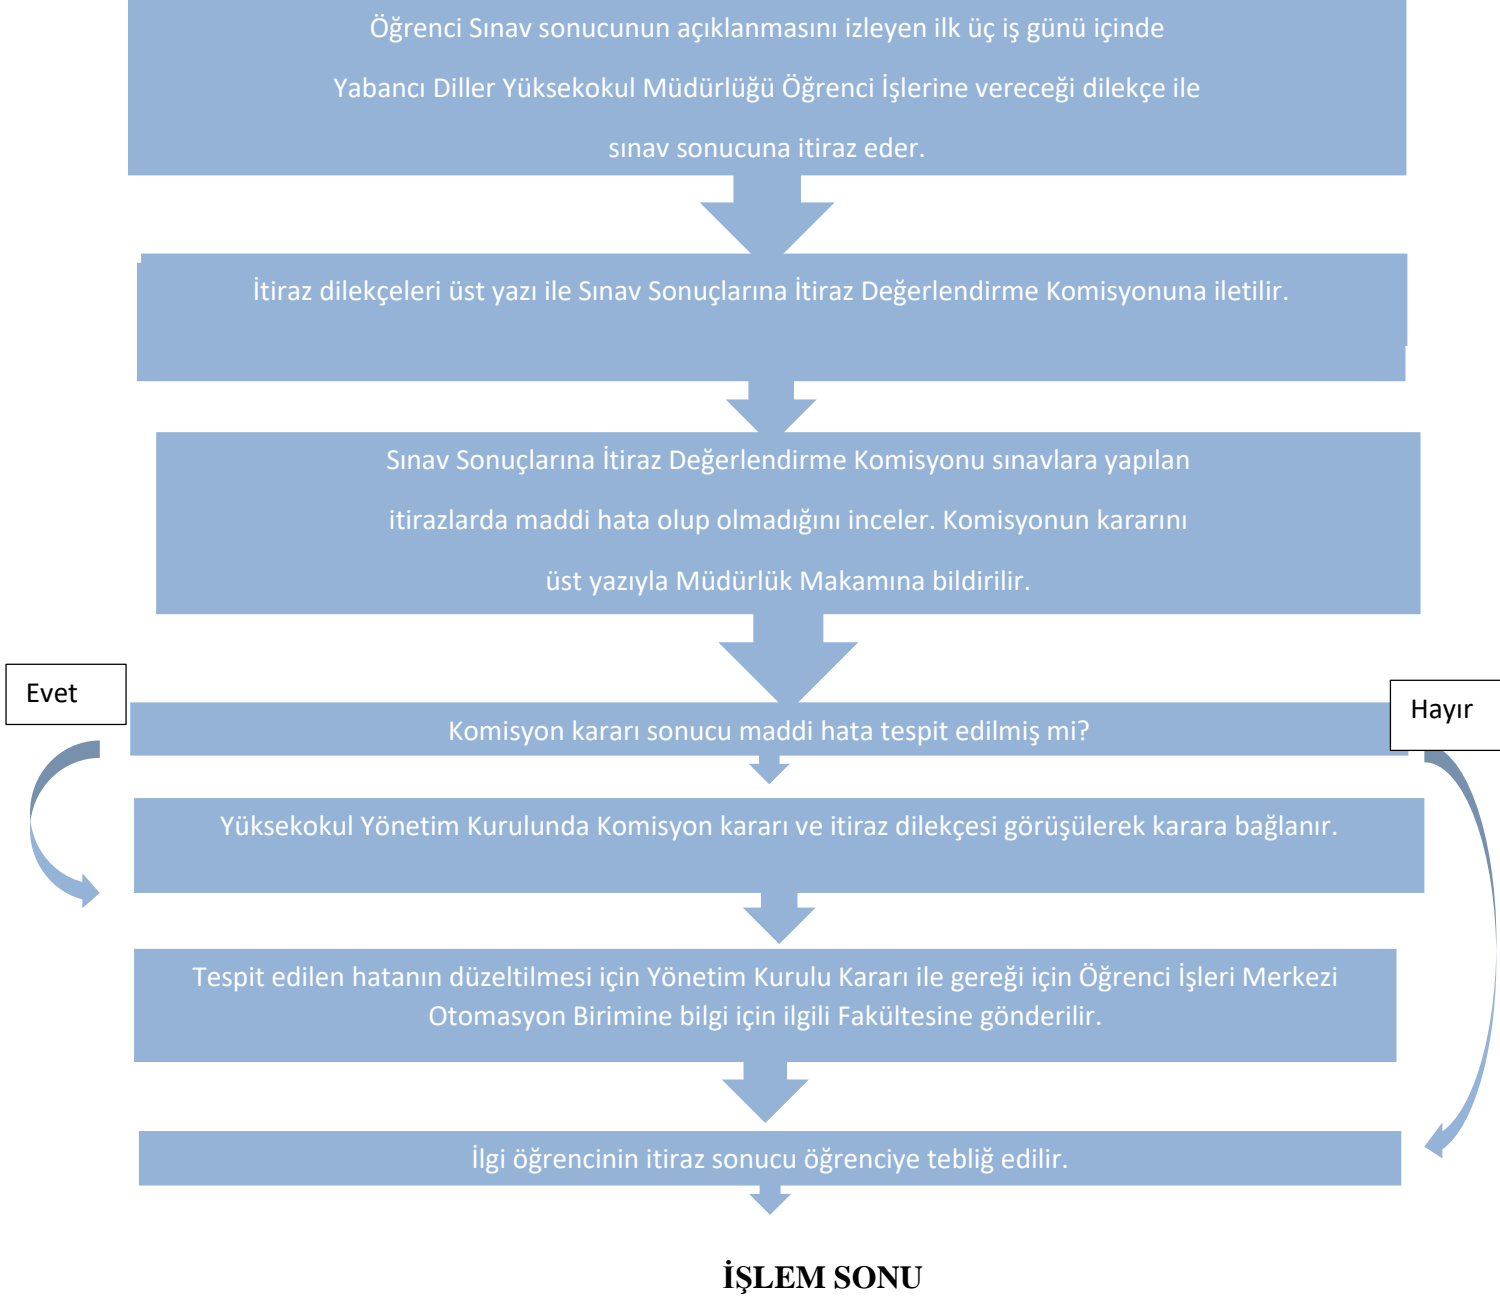 Öğrenci Sınav sonucunun açıklanmasını izleyen ilk üç iş günü içinde
Yabancı Diller Yüksekokul Müdürlüğü Öğrenci İşlerine vereceği dilekçe ile
sınav sonucuna itiraz eder.
İtiraz dilekçeleri üst yazı ile Sınav Sonuçlarına İtiraz Değerlendirme Komisyonuna iletilir.
Sınav Sonuçlarına İtiraz Değerlendirme Komisyonu sınavlara yapılan
itirazlarda maddi hata olup olmadığını inceler. Komisyonun kararını
üst yazıyla Müdürlük Makamına bildirilir.
Evet
Hayır
Komisyon kararı sonucu maddi hata tespit edilmiş mi?
Yüksekokul Yönetim Kurulunda Komisyon kararı ve itiraz dilekçesi görüşülerek karara bağlanır.
Tespit edilen hatanın düzeltilmesi için Yönetim Kurulu Kararı ile gereği için Öğrenci İşleri Merkezi
Otomasyon Birimine bilgi için ilgili Fakültesine gönderilir.
İlgi öğrencinin itiraz sonucu öğrenciye tebliğ edilir.
İŞLEM SONU